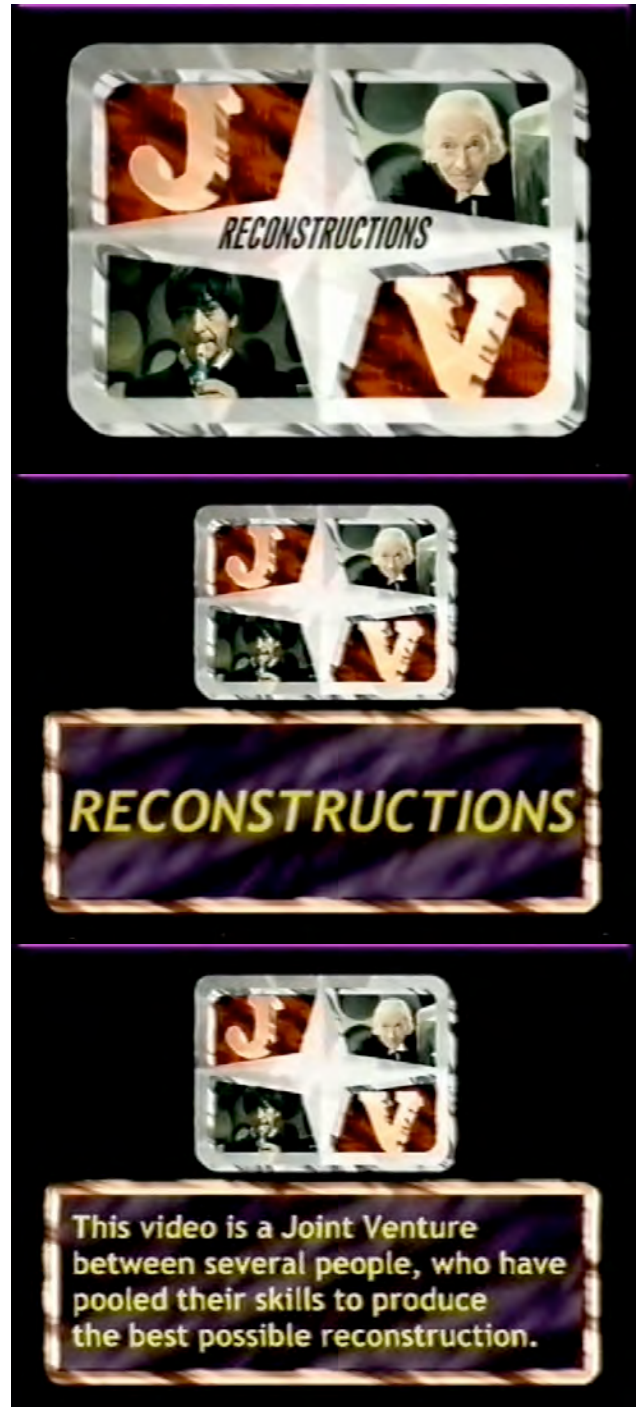 J
RECONSTRUCTIONS
V
J
V
RECONSTRUCTIONS
J
V
This video is a Joint Venture
between several people, who have
pooled their skills to produce
the best possible reconstruction.